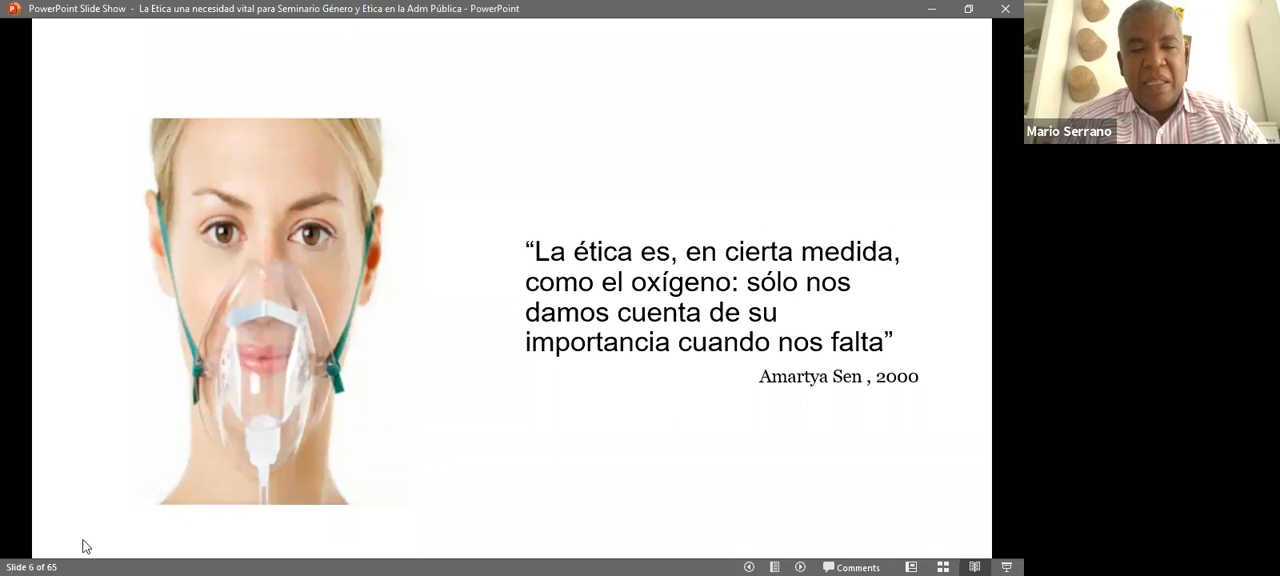 PowerPoint Slide Show - La Etica una necesidad vital para Seminario Género y Etica en la Adm Pública - PowerPoint
Mario Serrano
“La ética es, en cierta medida,
como el oxígeno: sólo nos
damos cuenta de su
importancia cuando nos falta”
Amartya Sen , 2000
Slide 6 of 65
Comments